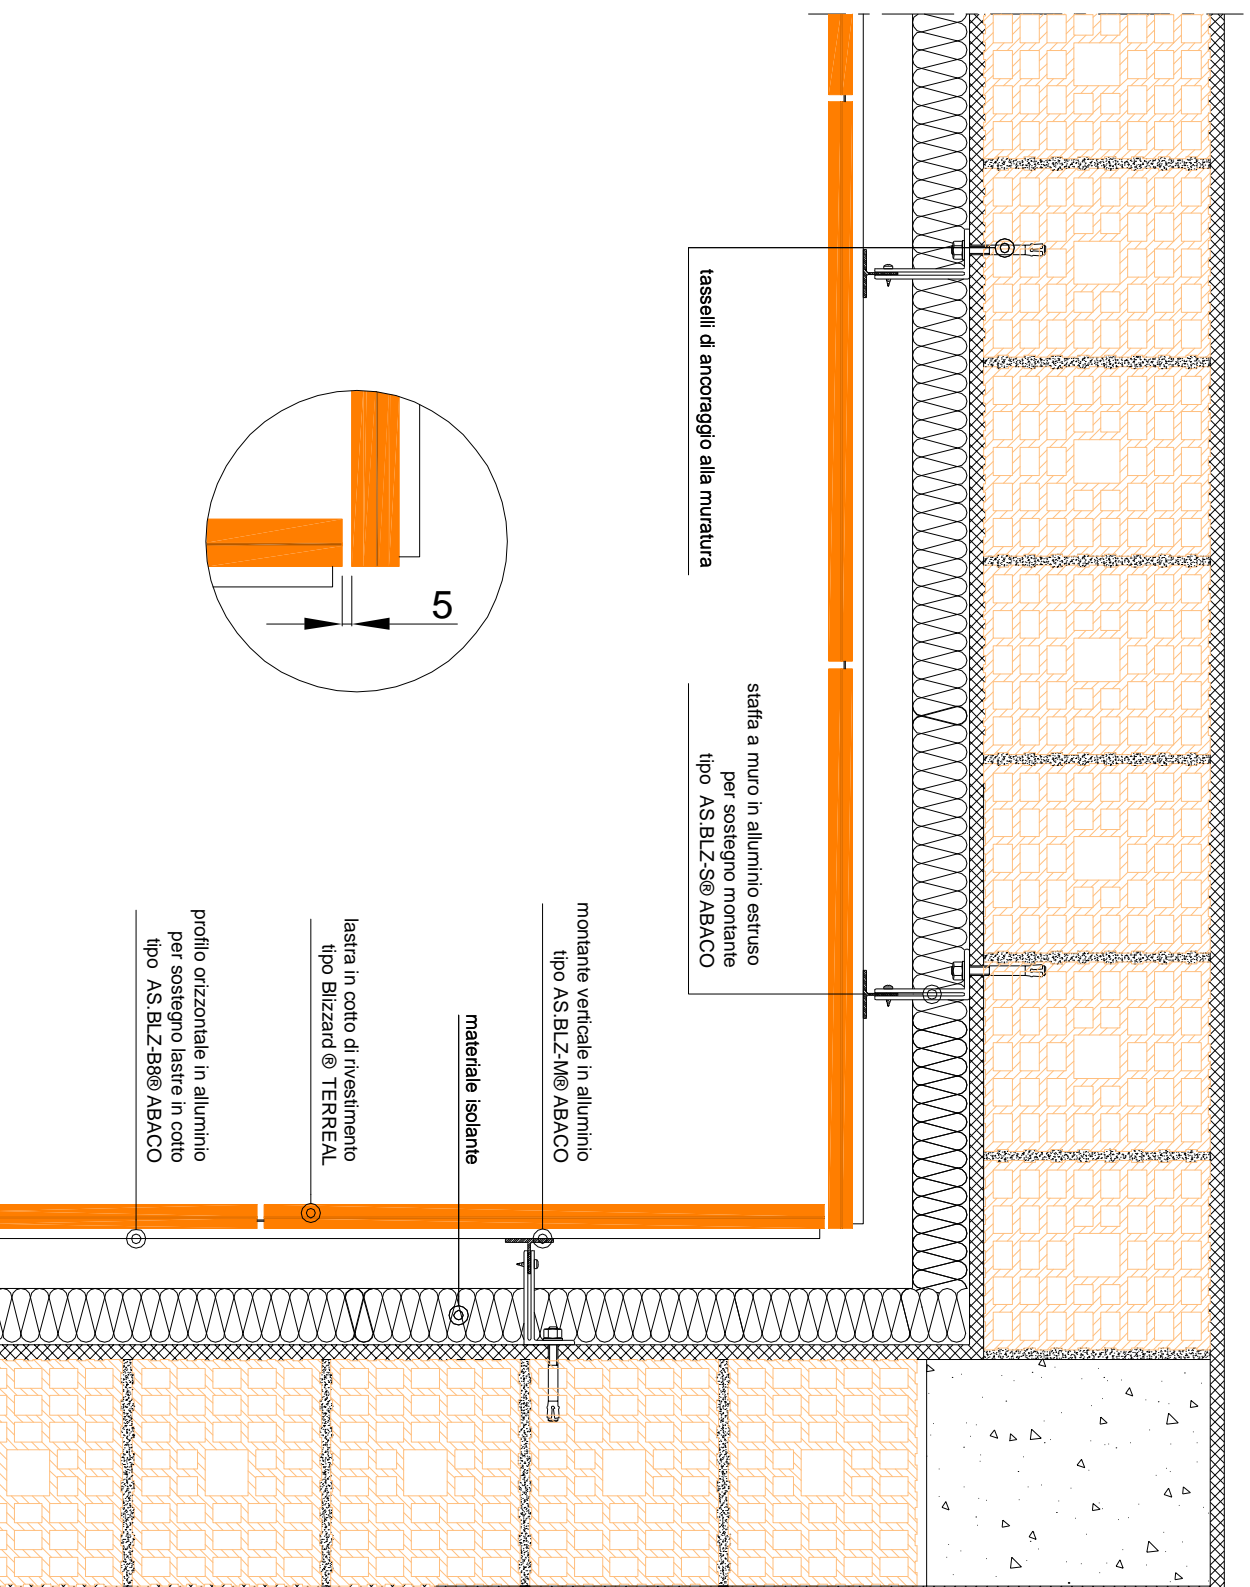 tasselli di ancoraggio alla muratura
staffa a muro in alluminio estruso
per sostegno montante
tipo AS.BLZ-S® ABACO
montante verticale in alluminio
tipo AS.BLZ-M® ABACO
materiale isolante
lastra in cotto di rivestimento
tipo Blizzard ® TERREAL
profilo orizzontale in alluminio
per sostegno lastre in cotto
tipo AS.BLZ-B8® ABACO
5